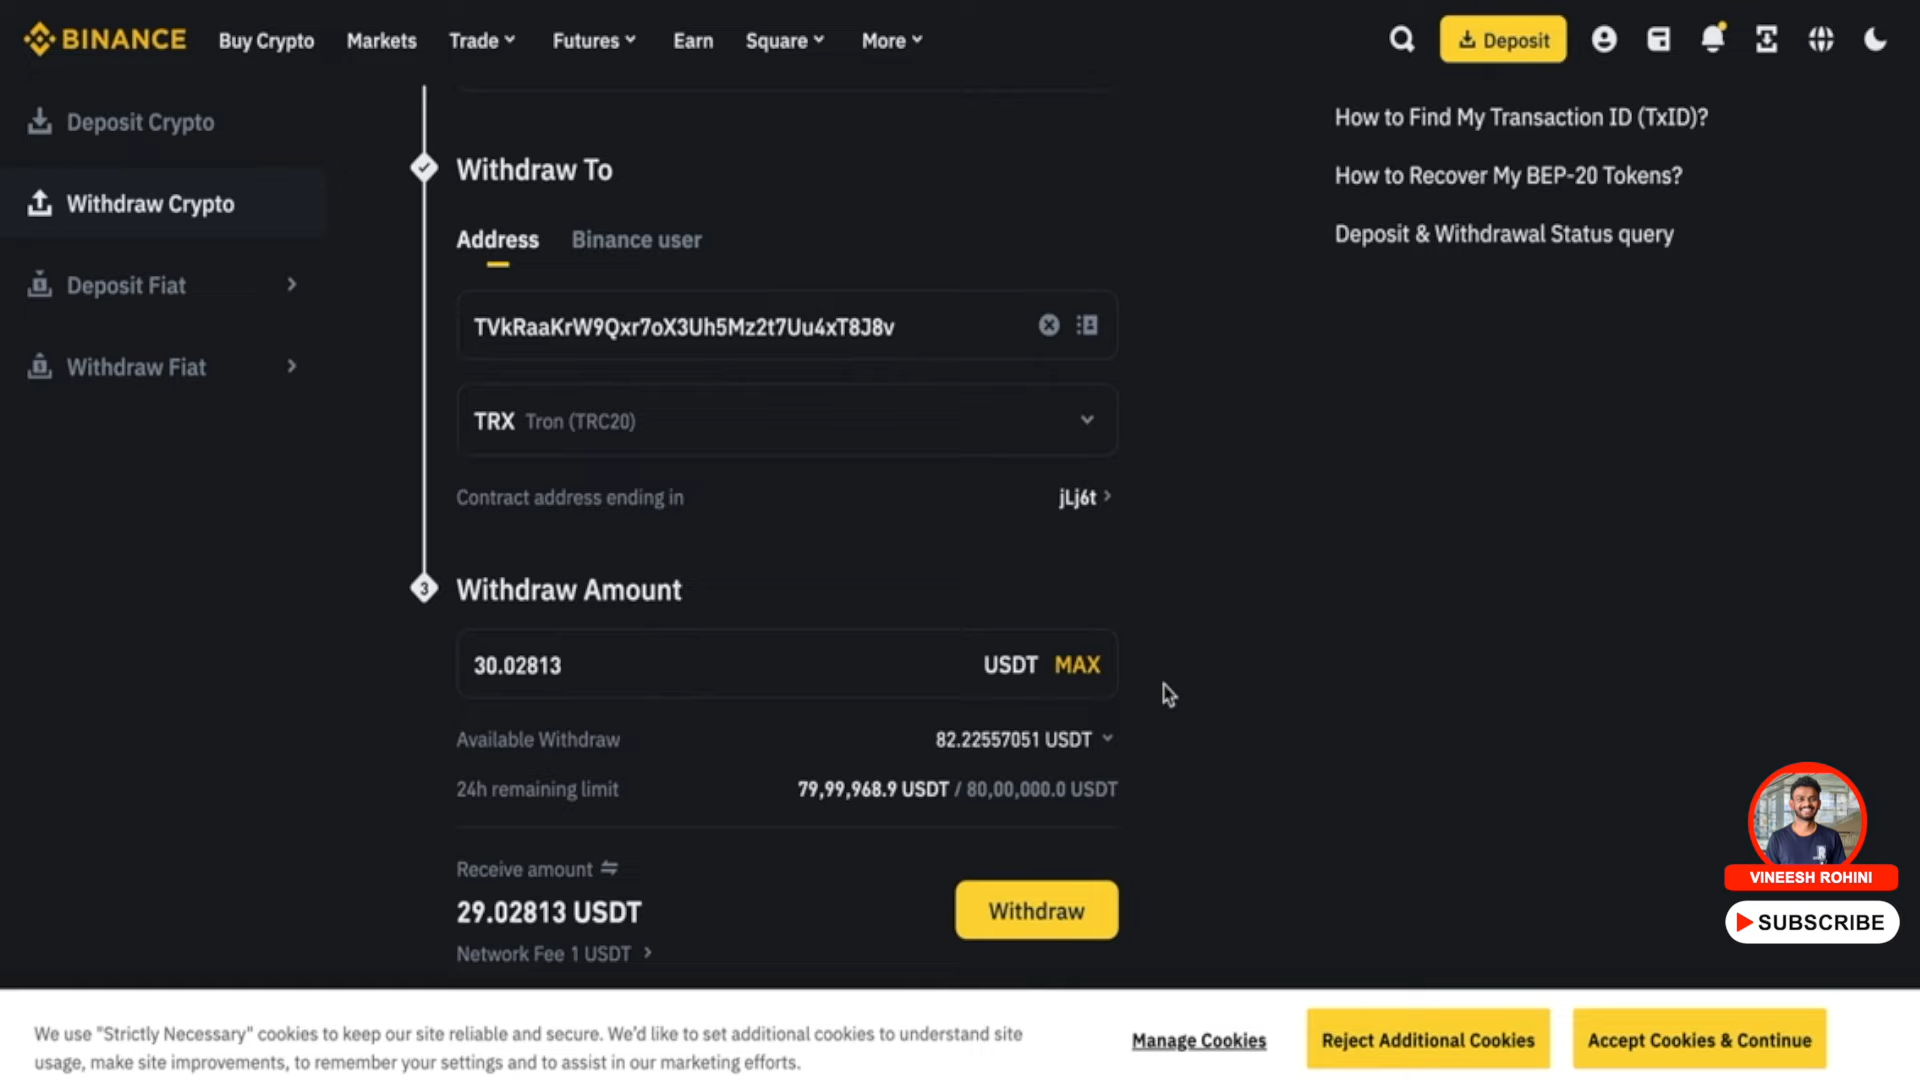 BINANCE Buy Crypto Markets Trade Futures Earn Square More Deposit
Deposit Crypto
Withdraw Crypto
Deposit Fiat
Withdraw Fiat
Withdraw To
Address Binance user
TVkRaaKrW9Qxr7oX3Uh5Mz2t7Uu4xT8J8v
TRX Tron (TRC20)
Contract address ending in jLj6t
3 Withdraw Amount
30.02813 USDT MAX
Available Withdraw 82.22557051 USDT
24h remaining limit 79,99,968.9 USDT / 80,00,000.0 USDT
Receive amount
29.02813 USDT
Withdraw
Network Fee 1 USDT
How to Find My Transaction ID (TxID)?
How to Recover My BEP-20 Tokens?
Deposit & Withdrawal Status query
VINEESH ROHINI
SUBSCRIBE
We use "Strictly Necessary" cookies to keep our site reliable and secure. We'd like to set additional cookies to understand site
usage, make site improvements, to remember your settings and to assist in our marketing efforts.
Manage Cookies Reject Additional Cookies Accept Cookies & Continue